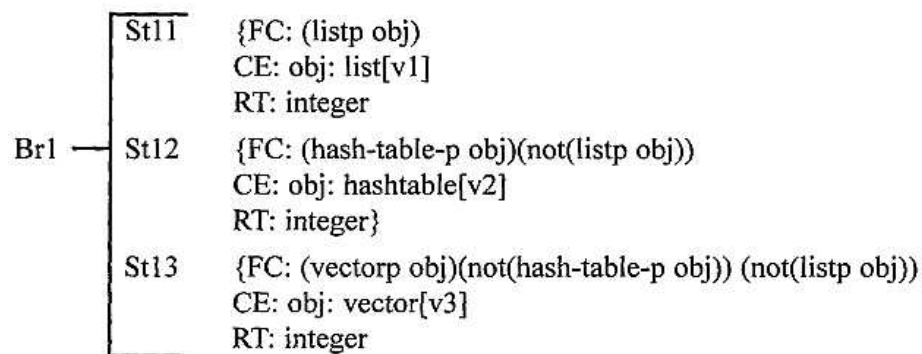 St11 {FC: (listp obj)
CE: obj: list[v1]
RT: integer
Br1 St12 {FC: (hash-table-p obj)(not(listp obj))
CE: obj: hashtable[v2]
RT: integer}
St13 {FC: (vectorp obj)(not(hash-table-p obj)) (not(listp obj))
CE: obj: vector[v3]
RT: integer